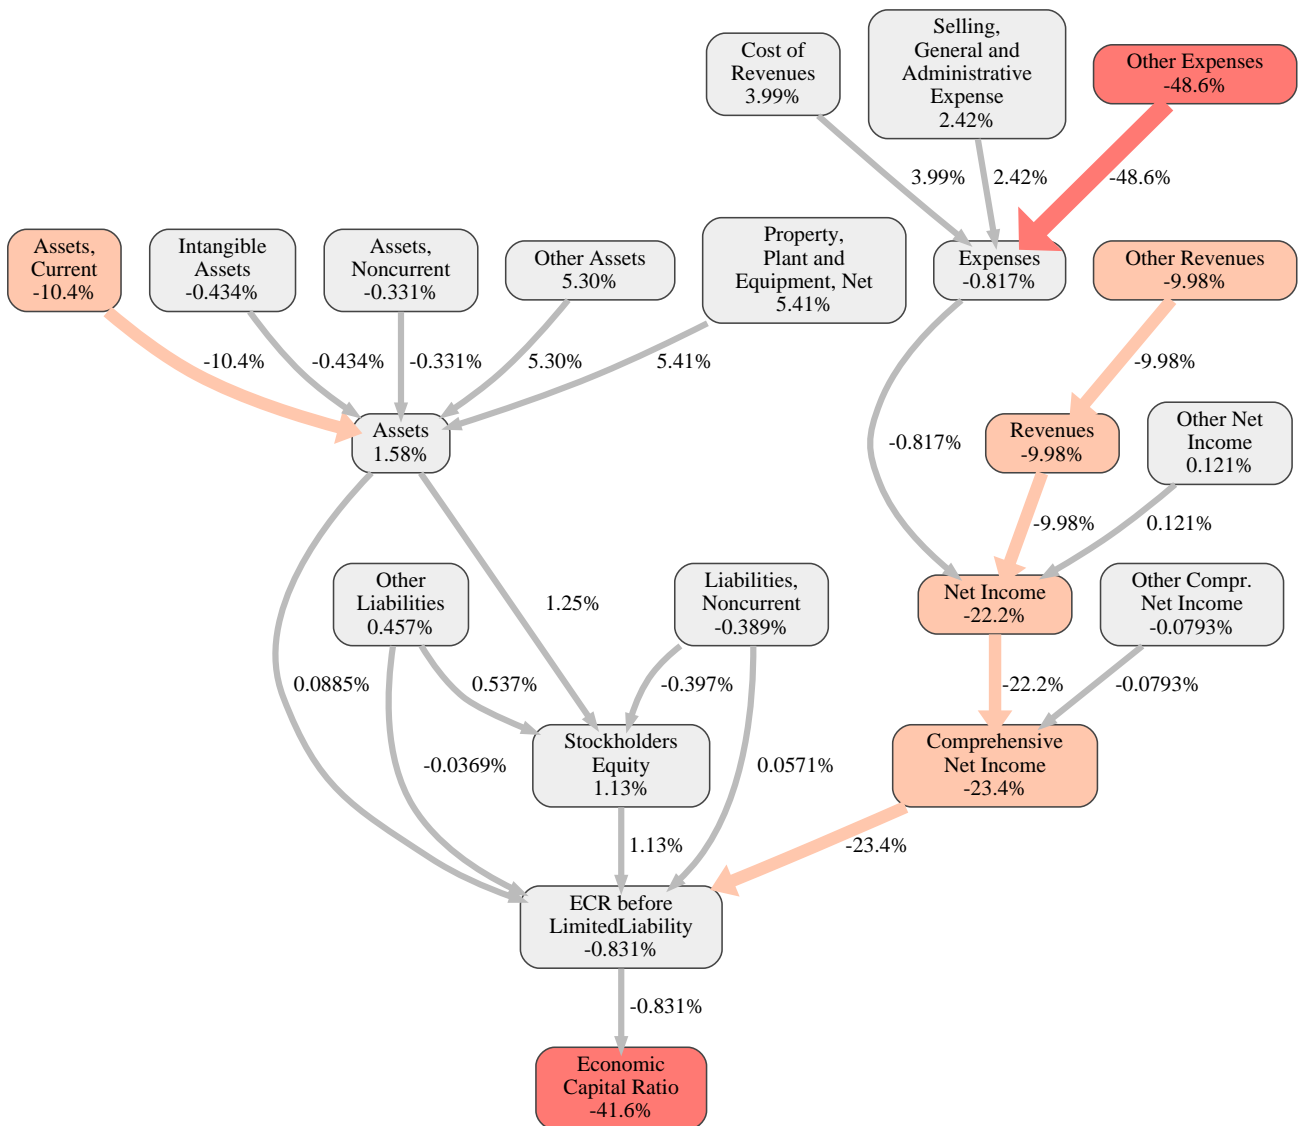 Cost of
Revenues
3.99%
Selling,
General and
Administrative
Expense
2.42%
Other Expenses
-48.6%
3.99%
2.42%
-48.6%
Assets,
Current
-10.4%
Intangible
Assets
-0.434%
Assets,
Noncurrent
-0.331%
Other Assets
5.30%
Property,
Plant and
Equipment, Net
5.41%
Expenses
-0.817%
Other Revenues
-9.98%
-10.4%
-0.434%
-0.331%
5.30%
5.41%
-9.98%
Assets
1.58%
-0.817%
Revenues
-9.98%
Other Net
Income
0.121%
-9.98%
0.121%
Other
Liabilities
0.457%
1.25%
Liabilities,
Noncurrent
-0.389%
Net Income
-22.2%
Other Compr.
Net Income
-0.0793%
0.0885%
0.537%
-0.397%
-22.2%
-0.0793%
-0.0369%
Stockholders
Equity
1.13%
0.0571%
Comprehensive
Net Income
-23.4%
1.13%
-23.4%
ECR before
LimitedLiability
-0.831%
-0.831%
Economic
Capital Ratio
-41.6%